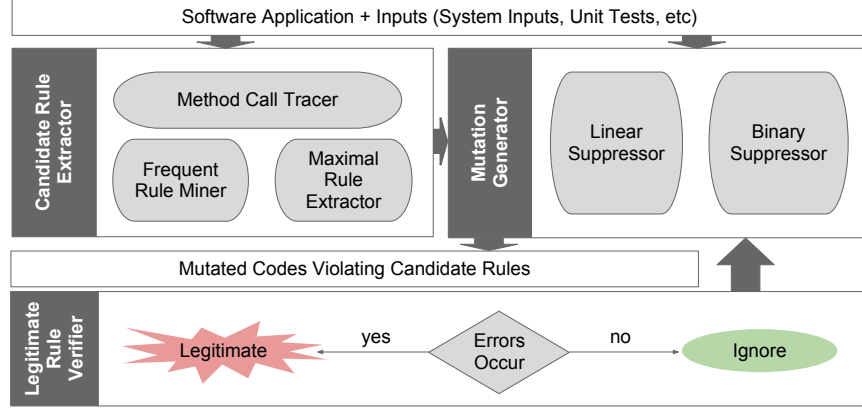 Software Application + Inputs (System Inputs, Unit Tests, etc)
Candidate Rule
Extractor
Method Call Tracer
Frequent
Rule Miner
Maximal
Rule
Extractor
Mutation
Generator
Linear
Suppressor
Binary
Suppressor
Mutated Codes Violating Candidate Rules
Legitimate
Rule
Verifier
Legitimate
yes
Errors
Occur
no
Ignore